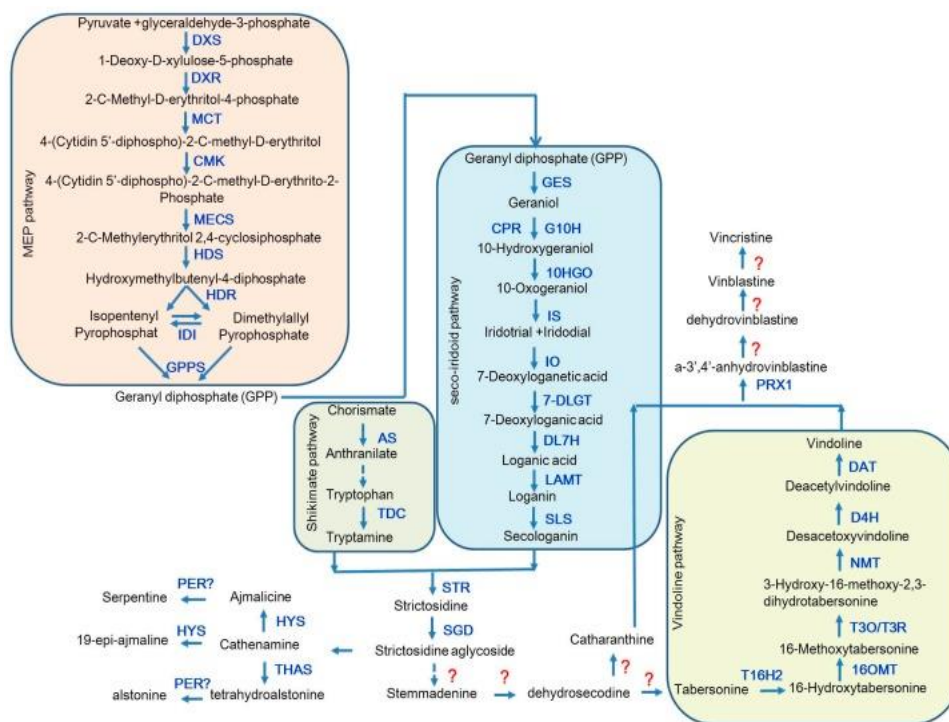 Pyruvate +glyceraldehyde-3-phosphate
DXS
1-Deoxy-D-xylulose-5-phosphate
DXR
2-C-Methyl-D-erythritol-4-phosphate
MCT
4-(Cytidin 5'-diphospho)-2-C-methyl-D-erythritol
CMK
4-(Cytidin 5'-diphospho)-2-C-methyl-D-erythrito-2-
Phosphate
MECS
2-C-Methylerythritol 2,4-cyclosiphosphate
HDS
Hydroxymethylbutenyl-4-diphosphate
HDR
Isopentenyl
Pyrophosphat
IDI
Dimethylallyl
Pyrophosphate
GPPS
Geranyl diphosphate (GPP)
MEP pathway
Chorismate
AS
Anthranilate
Tryptophan
TDC
Tryptamine
Shikimate pathway
Geranyl diphosphate (GPP)
GES
Geraniol
CPR G10H
10-Hydroxygeraniol
10HGO
10-Oxogeraniol
IS
Iridotrial +Iridodial
IO
7-Deoxyloganetic acid
7-DLGT
7-Deoxyloganic acid
DL7H
Loganic acid
LAMT
Loganin
SLS
Secologanin
seco-iridoid pathway
Vincristine
?
Vinblastine
?
dehydrovinblastine
?
a-3',4'-anhydrovinblastine
PRX1
Vindoline
DAT
Deacetylvindoline
D4H
Desacetoxyvindoline
NMT
3-Hydroxy-16-methoxy-2,3-
dihydrotabersonine
T3O/T3R
16-Methoxytabersonine
16OMT
16-Hydroxytabersonine
T16H2
Tabersonine
Vindoline pathway
STR
Strictosidine
SGD
Strictosidine aglycoside
?
Stemmadenine
?
dehydrosecodine
?
Catharanthine
?
Serpentine
PER?
Ajmalicine
HYS
19-epi-ajmaline
HYS
Cathenamine
THAS
alstonine
PER?
tetrahydroalstonine